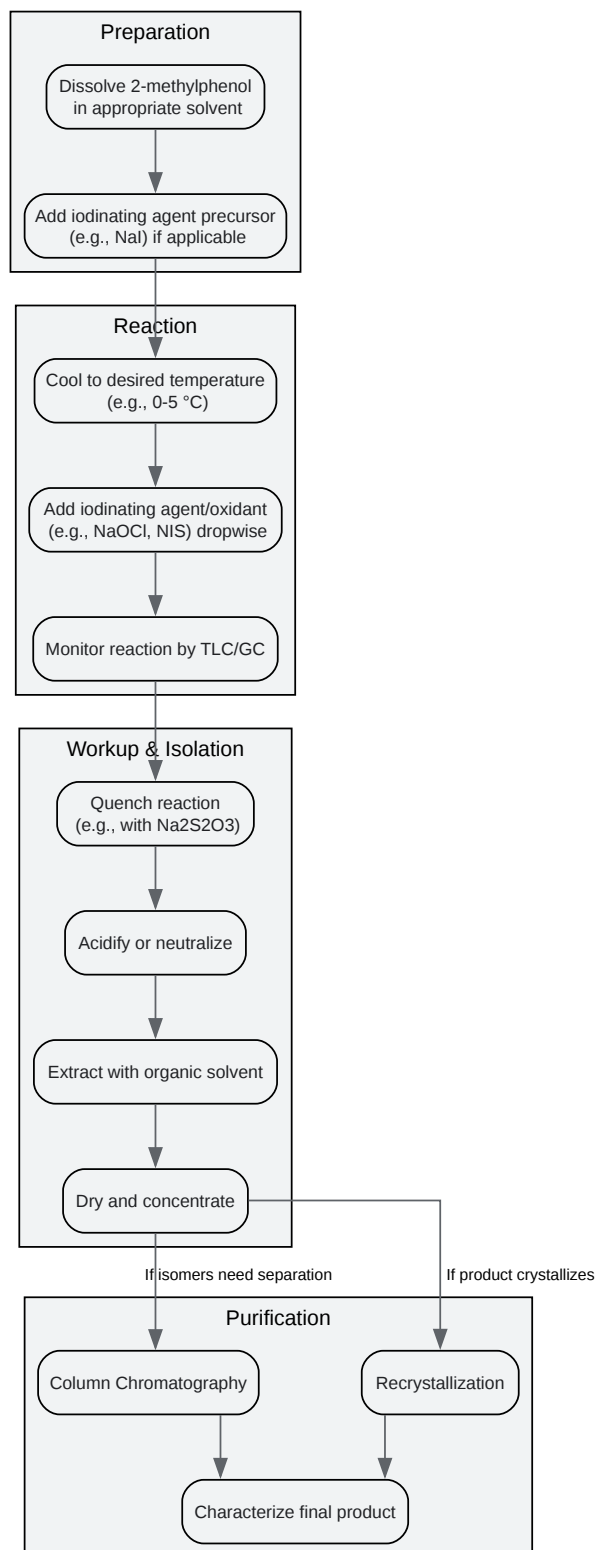 Preparation
Dissolve 2-methylphenol
in appropriate solvent
Add iodinating agent precursor
(e.g., NaI) if applicable
Reaction
Cool to desired temperature
(e.g., 0-5 °C)
Add iodinating agent/oxidant
(e.g., NaOCl, NIS) dropwise
Monitor reaction by TLC/GC
Workup & Isolation
Quench reaction
(e.g., with Na2S2O3)
Acidify or neutralize
Extract with organic solvent
Dry and concentrate
If isomers need separation
If product crystallizes
Purification
Column Chromatography
Recrystallization
Characterize final product